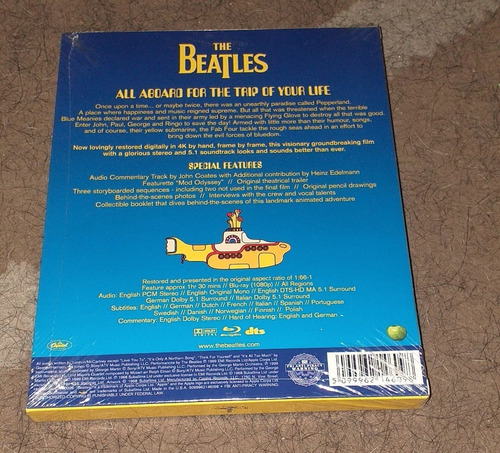 THE
BEATLES
ALL ABOARD FOR THE TRIP OF YOUR LIFE
Once upon a time... or maybe twice, there was an unearthly paradise called Pepperland.
A place where happiness and music reigned supreme. But all that was threatened when the terrible
Blue Meanies declared war and sent in their army led by a menacing Flying Glove to destroy all that was good.
Enter John, Paul, George and Ringo to save the day! Armed with little more than their humour, songs,
and of course, their yellow submarine, the Fab Four tackle the rough seas ahead in an effort to
bring down the evil forces of bluedom.
Now lovingly restored digitally in 4K by hand, frame by frame, this visionary groundbreaking film
with a glorious stereo and 5.1 soundtrack looks and sounds better than ever.
SPECIAL FEATURES
Audio Commentary Track by John Coates with Additional contribution by Heinz Edelmann
Featurette "Mod Odyssey" // Original theatrical trailer
Three storyboarded sequences - including two not used in the final film // Original pencil drawings
Behind-the-scenes photos // Interviews with the crew and vocal talents
Collectible booklet that dives behind-the-scenes of this landmark animated adventure
Restored and presented in the original aspect ratio of 1:66-1
Feature approx 1hr 30 mins // Blu-ray (1080p) // All Regions
Audio: English PCM Stereo // English Original Mono // English DTS-HD MA 5.1 Surround
German Dolby 5.1 Surround // Italian Dolby 5.1 Surround
Subtitles: English // German // Dutch // French // Italian // Spanish // Portuguese
Swedish // Danish // Norwegian // Finnish // Polish
Commentary: English Dolby Stereo // Hard of Hearing: English and German
Capitol
dts
www.thebeatles.com
WARNING